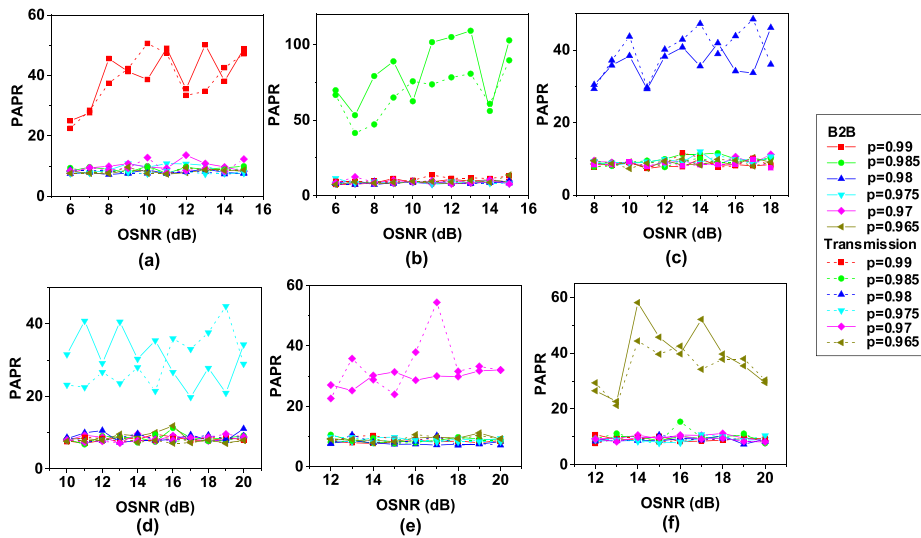 60
40
20
0
PAPR
6 8 10 12 14 16
OSNR (dB)
(a)
100
50
0
PAPR
6 8 10 12 14 16
OSNR (dB)
(b)
40
20
0
PAPR
8 10 12 14 16 18
OSNR (dB)
(c)
B2B
p=0.99
p=0.985
p=0.98
p=0.975
p=0.97
p=0.965
Transmission
p=0.99
p=0.985
p=0.98
p=0.975
p=0.97
p=0.965
40
20
0
PAPR
10 12 14 16 18 20
OSNR (dB)
(d)
60
40
20
0
PAPR
12 14 16 18 20
OSNR (dB)
(e)
60
40
20
0
PAPR
12 14 16 18 20
OSNR (dB)
(f)